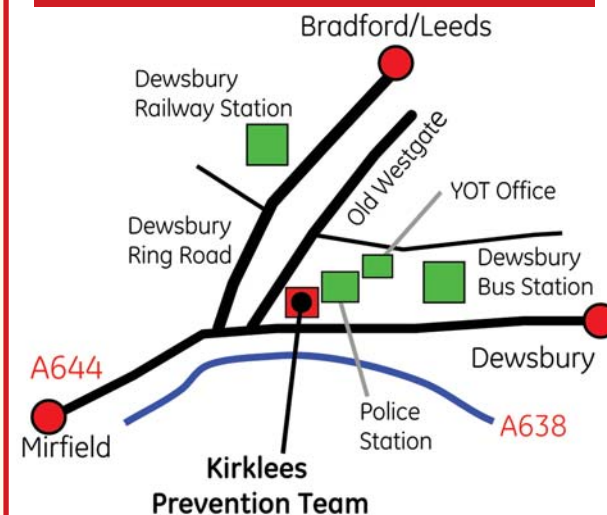 Bradford/Leeds
Dewsbury
Railway Station
Old Westgate
YOT Office
Dewsbury
Ring Road
Dewsbury
Bus Station
A644
Dewsbury
Mirfield
Police
Station
A638
Kirklees
Prevention Team